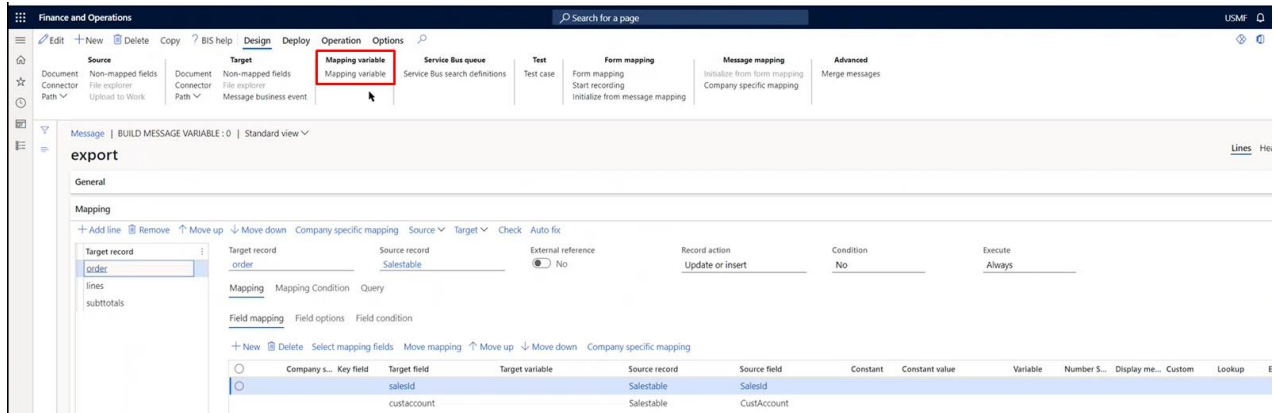 Finance and Operations Search for a page USMF
Edit New Delete Copy ? BIS help Design Deploy Operation Options
Source Target Mapping variable Service Bus queue Test Form mapping Message mapping Advanced
Document Non-mapped fields Document Non-mapped fields Mapping variable Service Bus search definitions Test case Form mapping Initialize from form mapping Merge messages
Connector File explorer Connector File explorer Start recording Company specific mapping
Path Upload to Work Path Message business event Initialize from message mapping
Message | BUILD MESSAGE VARIABLE : 0 | Standard view
export Lines Hea
General
Mapping
+ Add line Remove Move up Move down Company specific mapping Source Target Check Auto fix
Target record Target record Source record External reference Record action Condition Execute
order order Salestable No Update or insert No Always
lines
subttotals
Mapping Mapping Condition Query
Field mapping Field options Field condition
+ New Delete Select mapping fields Move mapping Move up Move down Company specific mapping
Company s... Key field Target field Target variable Source record Source field Constant Constant value Variable Number S... Display me... Custom Lookup E
salesId Salestable SalesId
custaccount Salestable CustAccount